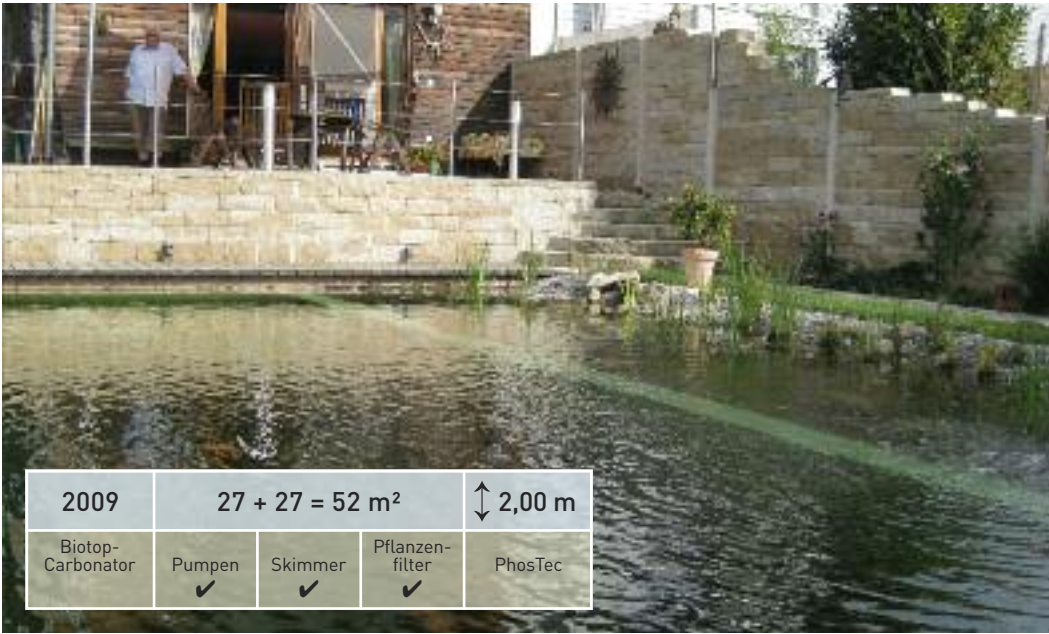 2009 27 + 27 = 52 m² 2,00 m
Biotop-
Carbonator Pumpen Skimmer Pflanzen-
filter PhosTec
✔ ✔ ✔